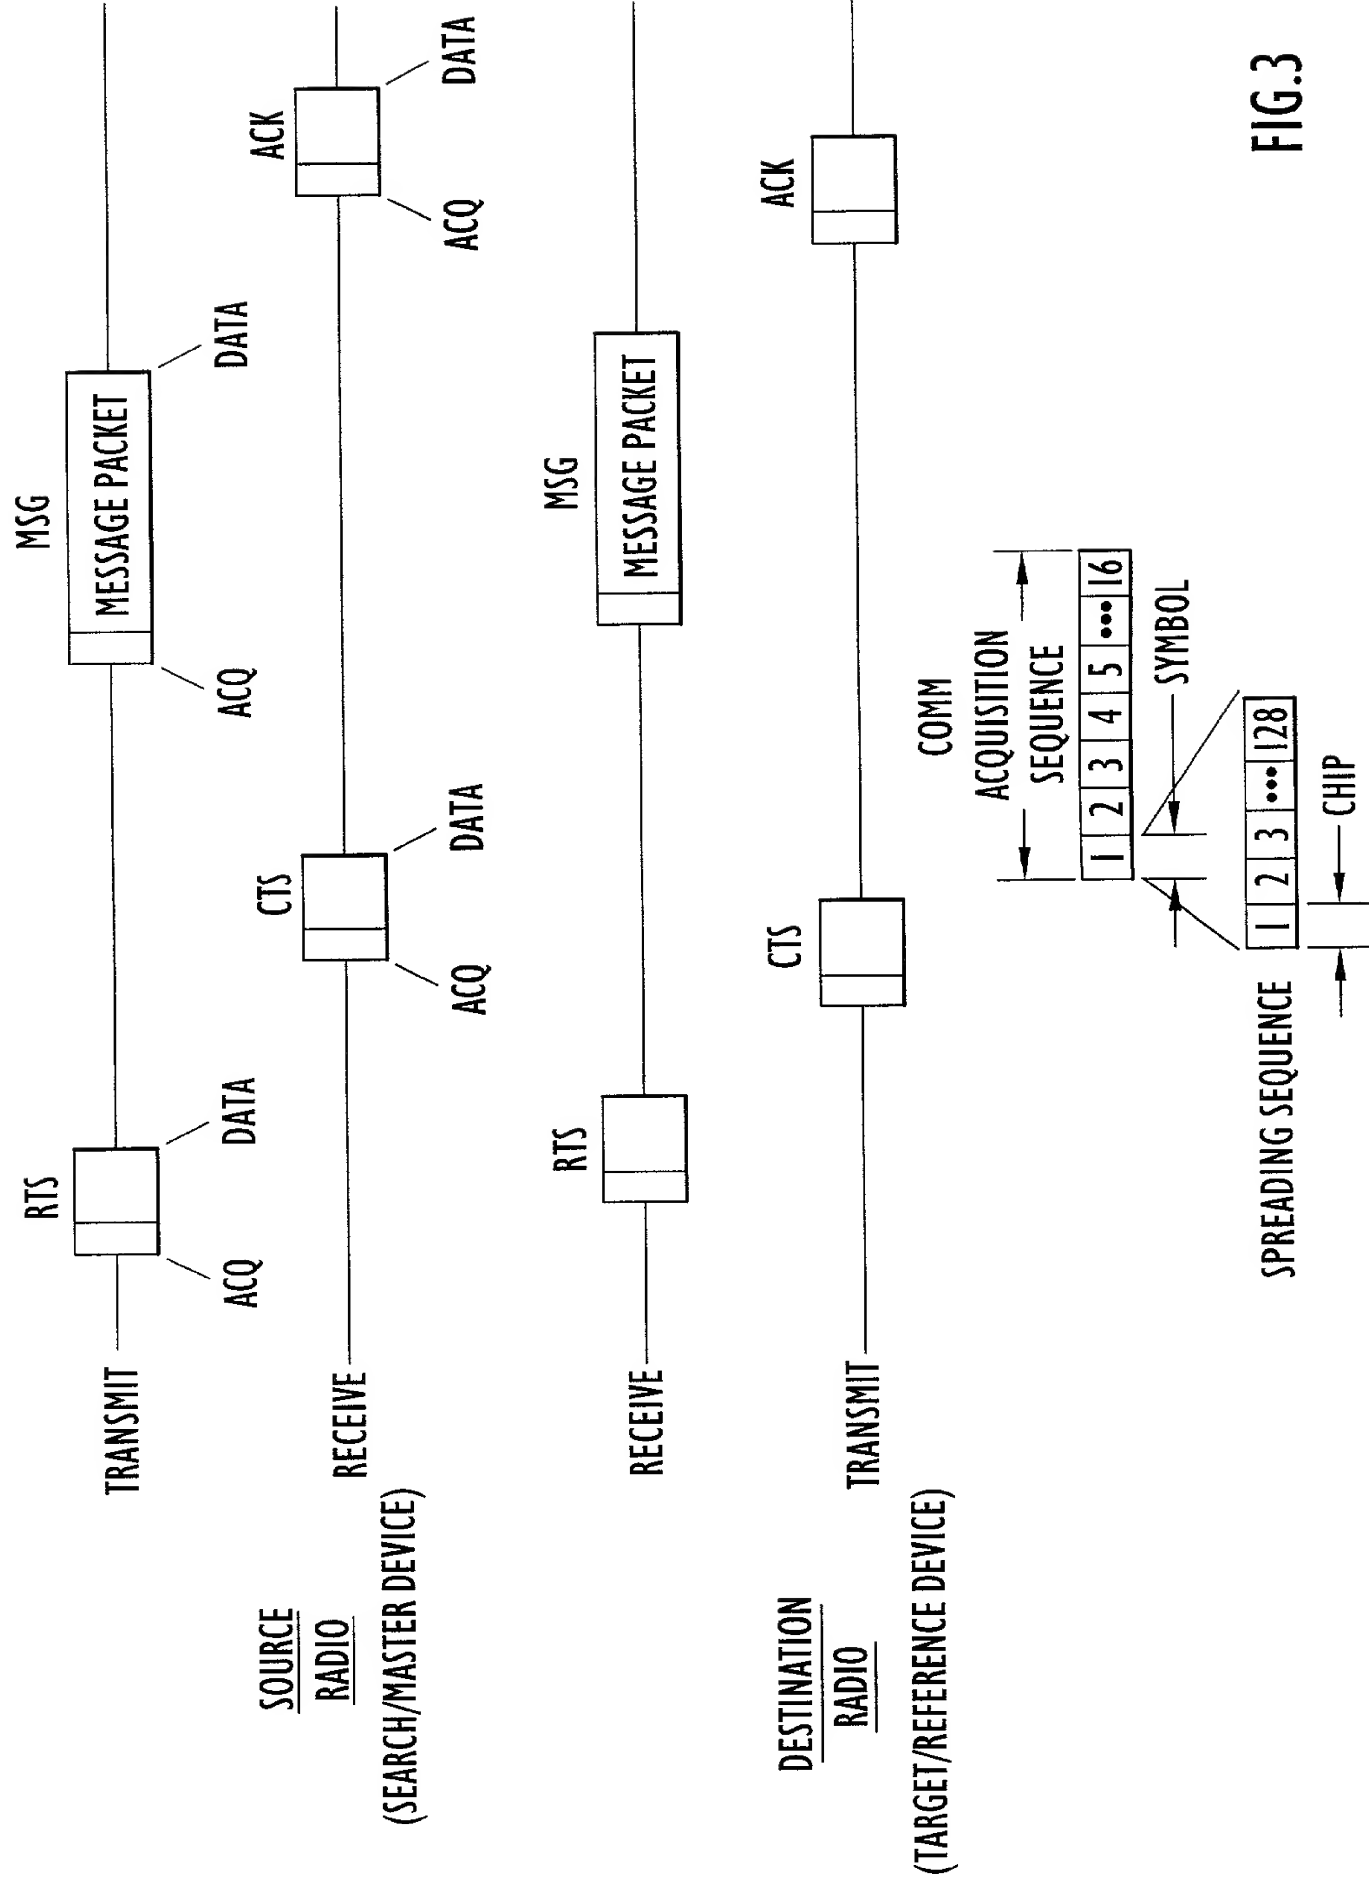 RTS
MSG
TRANSMIT
MESSAGE PACKET
ACQ
DATA
ACQ
DATA
SOURCE
RADIO
(SEARCH/MASTER DEVICE)
CTS
ACK
RECEIVE
ACQ
DATA
ACQ
DATA
RTS
MSG
RECEIVE
MESSAGE PACKET
DESTINATION
RADIO
(TARGET/REFERENCE DEVICE)
CTS
ACK
TRANSMIT
COMM
ACQUISITION
SEQUENCE
1 2 3 4 5 ••• 16
SYMBOL
SPREADING SEQUENCE
1 2 3 ••• 128
CHIP
FIG.3